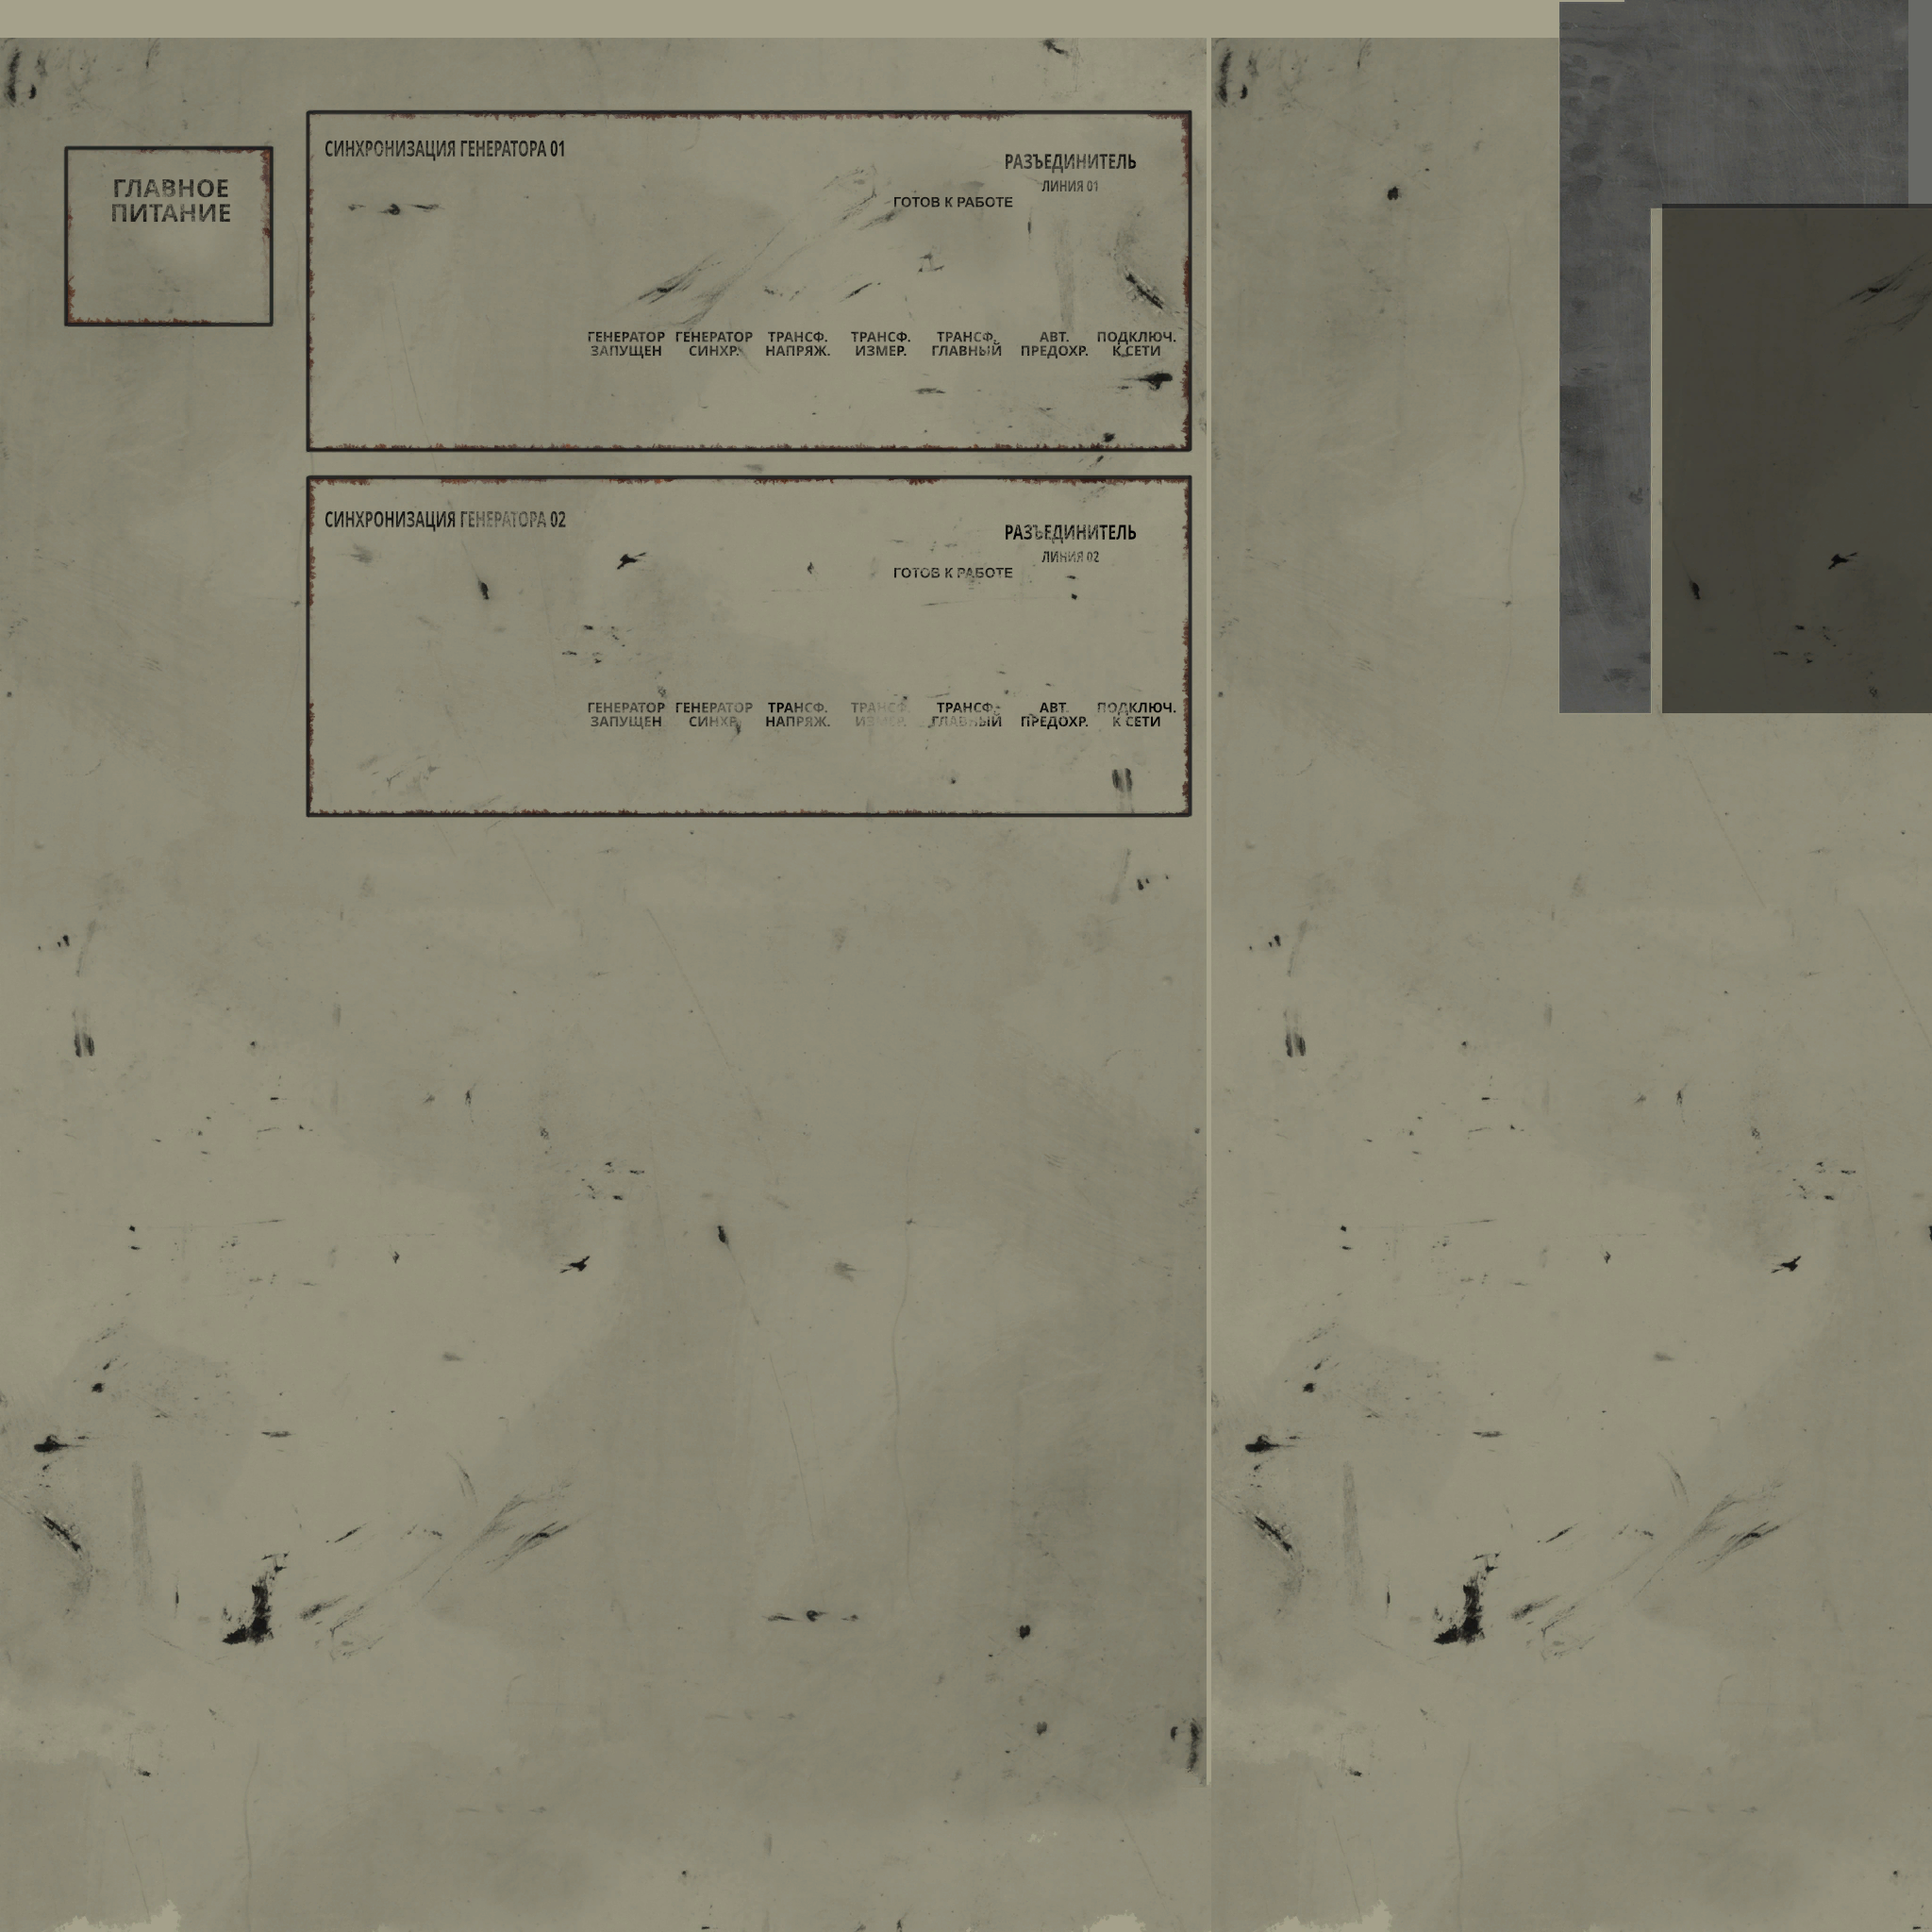 ГЛАВНОЕ
ПИТАНИЕ
СИНХРОНИЗАЦИЯ ГЕНЕРАТОРА 01
РАЗЪЕДИНИТЕЛЬ
ЛИНИЯ 01
ГОТОВ К РАБОТЕ
ГЕНЕРАТОР ГЕНЕРАТОР ТРАНСФ. ТРАНСФ. ТРАНСФ. АВТ. ПОДКЛЮЧ.
ЗАПУЩЕН СИНХР. НАПРЯЖ. ИЗМЕР. ГЛАВНЫЙ ПРЕДОХР. К СЕТИ
СИНХРОНИЗАЦИЯ ГЕНЕРАТОРА 02
РАЗЪЕДИНИТЕЛЬ
ЛИНИЯ 02
ГОТОВ К РАБОТЕ
ГЕНЕРАТОР ГЕНЕРАТОР ТРАНСФ. ТРАНСФ. ТРАНСФ. АВТ. ПОДКЛЮЧ.
ЗАПУЩЕН СИНХР. НАПРЯЖ. ИЗМЕР. ГЛАВНЫЙ ПРЕДОХР. К СЕТИ